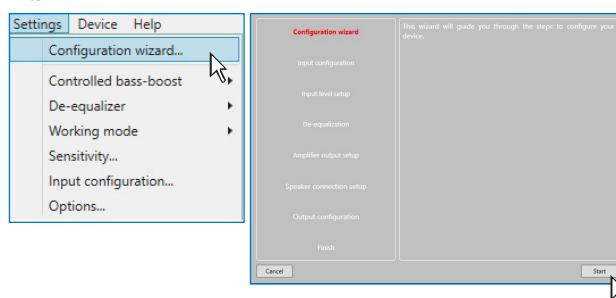 Settings Device Help
Configuration wizard...
Controlled bass-boost
De-equalizer
Working mode
Sensitivity...
Input configuration...
Options...
Configuration wizard
Input configuration
Input level setup
De-equalization
Amplifier output setup
Speaker connection setup
Output configuration
Finish
This wizard will guide you through the steps to configure your
device.
Cancel
Start